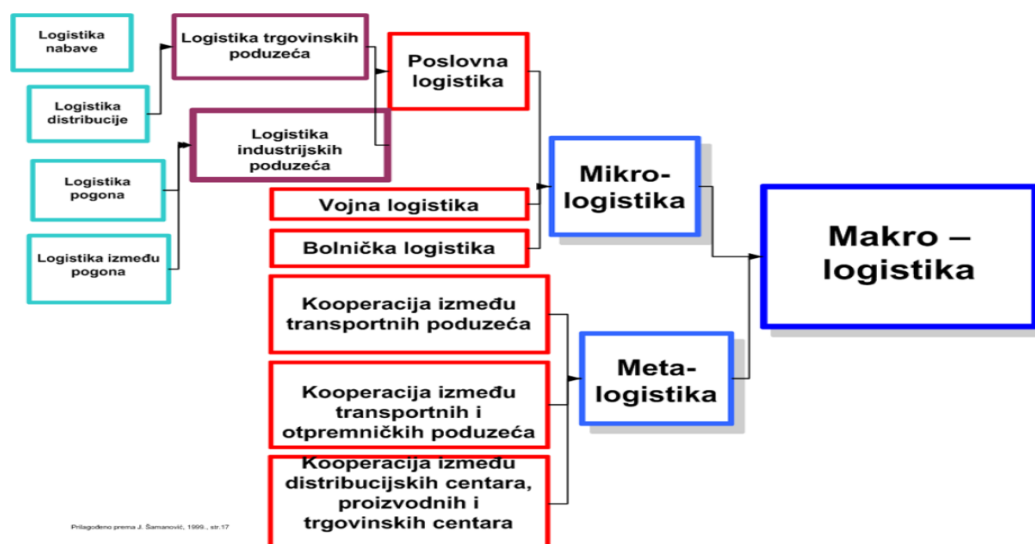 Logistika
nabave
Logistika trgovinskih
poduzeća
Poslovna
logistika
Logistika
distribucije
Logistika
industrijskih
poduzeća
Logistika
pogona
Logistika između
pogona
Vojna logistika
Bolnička logistika
Mikro-
logistika
Makro –
logistika
Kooperacija između
transportnih poduzeća
Kooperacija između
transportnih i
otpremničkih poduzeća
Kooperacija između
distribucijskih centara,
proizvodnih i
trgovinskih centara
Meta-
logistika
Prilagođeno prema J. Šamanović, 1999., str:17